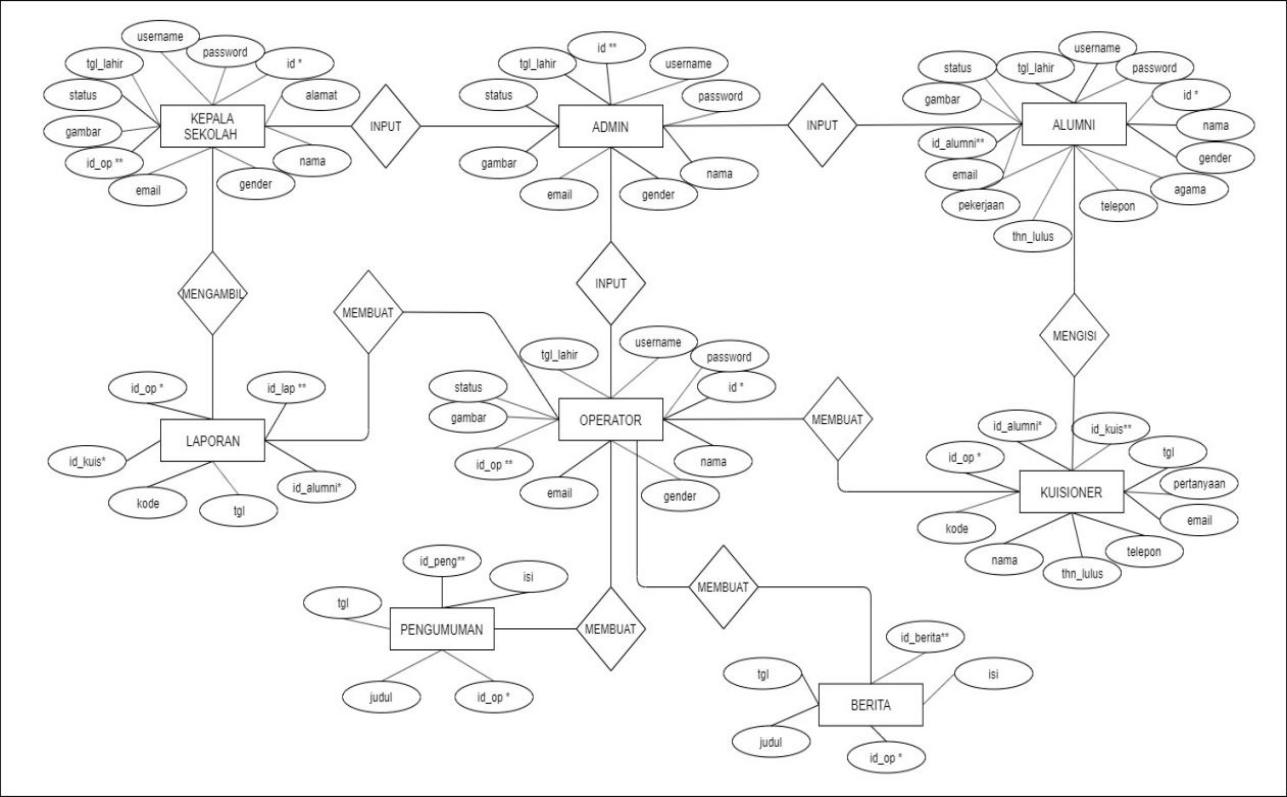 username
password
tgl_lahir
id *
status
alamat
gambar
KEPALA
SEKOLAH
id_op **
nama
email
gender
INPUT
id **
tgl_lahir
username
status
password
ADMIN
gambar
nama
email
gender
INPUT
username
status
tgl_lahir
password
gambar
id *
ALUMNI
nama
id_alumni**
gender
email
agama
pekerjaan
telepon
thn_lulus
MENGAMBIL
MEMBUAT
INPUT
MENGISI
tgl_lahir
username
password
status
id *
gambar
OPERATOR
id_op **
nama
email
gender
MEMBUAT
id_op *
id_lap **
LAPORAN
id_kuis*
id_alumni*
kode
tgl
id_alumni*
id_kuis**
id_op *
tgl
pertanyaan
KUISIONER
email
kode
nama
telepon
thn_lulus
id_peng**
isi
tgl
PENGUMUMAN
judul
id_op *
MEMBUAT
MEMBUAT
id_berita**
tgl
isi
BERITA
judul
id_op *